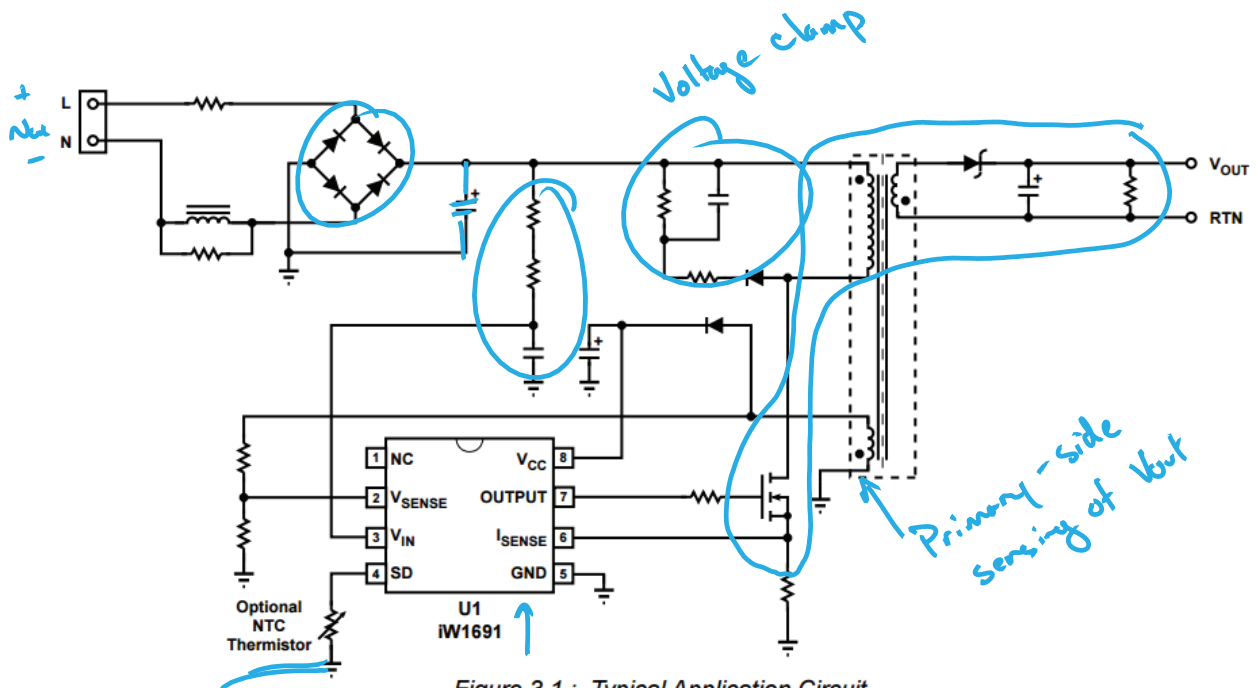 Voltage clamp
+
L
Vac
N
-
+
+
+
VOUT
RTN
1 NC
VCC 8
2 VSENSE
OUTPUT 7
3 VIN
ISENSE 6
4 SD
GND 5
Optional
NTC
Thermistor
U1
iW1691
Primary-side
sensing of Vout
Figure 3.1 : Typical Application Circuit